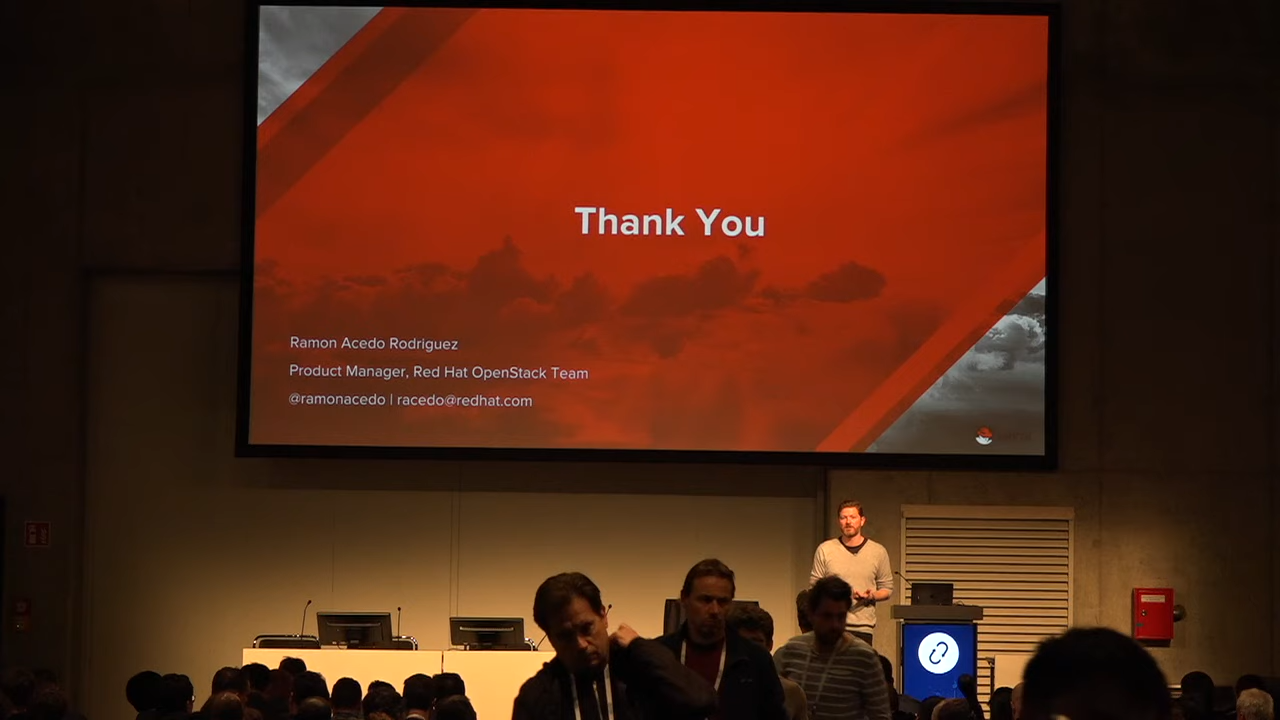 Thank You
Ramon Acedo Rodriguez
Product Manager, Red Hat OpenStack Team
@ramonacedo | racedo@redhat.com